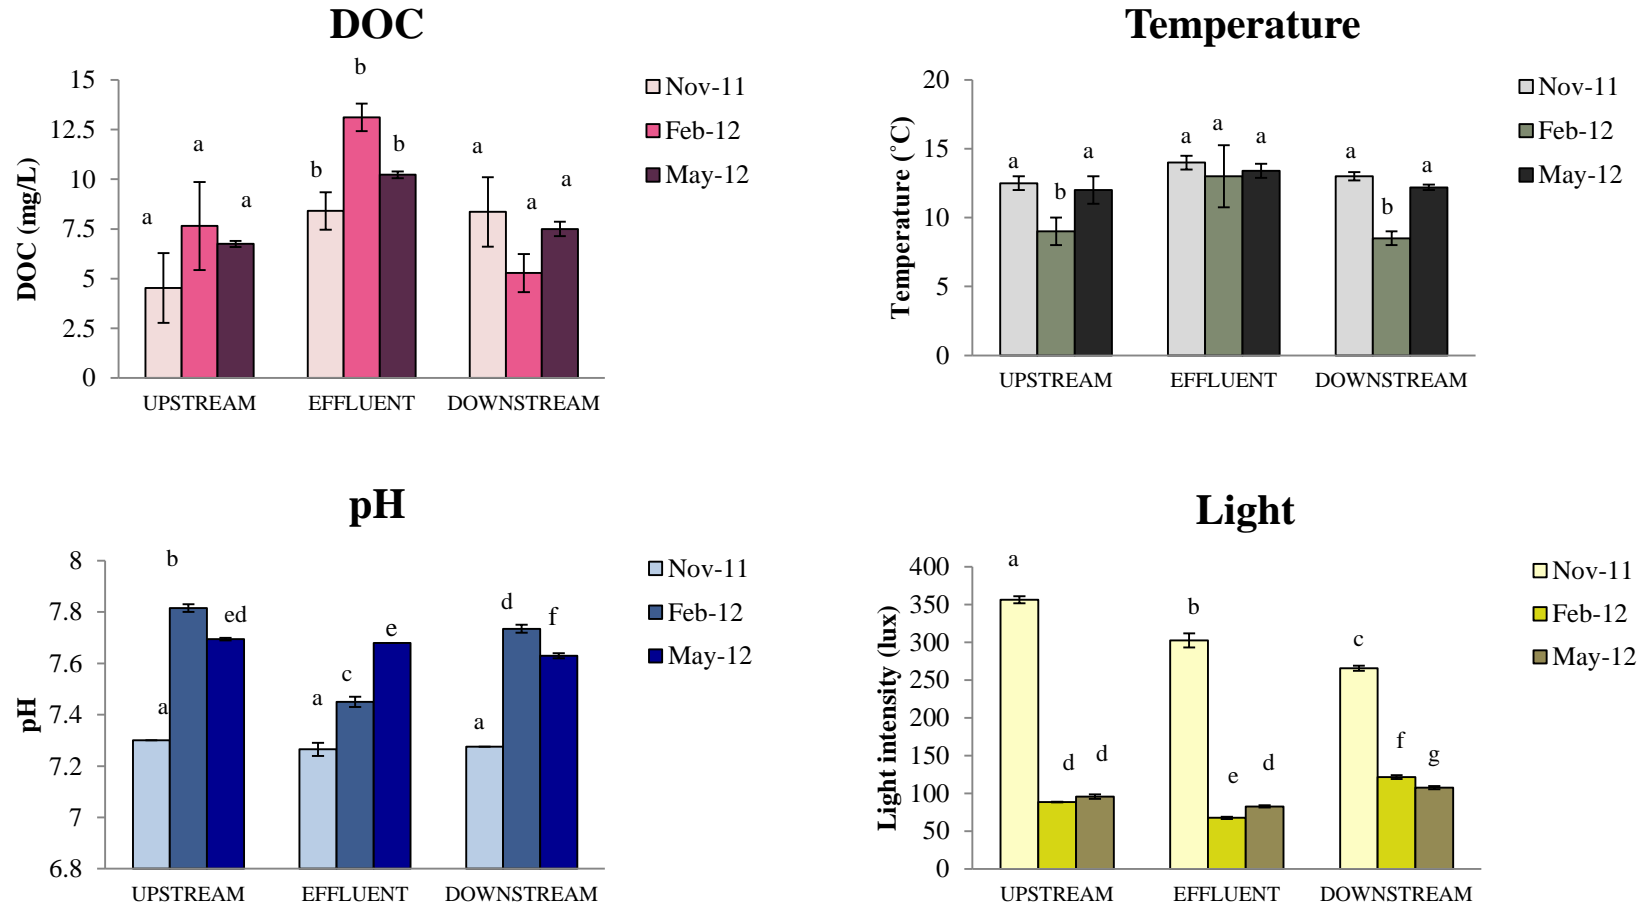 DOC
15
12.5
10
7.5
5
2.5
0
DOC (mg/L)
a
a
a
b
b
b
a
a
a
UPSTREAM
EFFLUENT
DOWNSTREAM
Nov-11
Feb-12
May-12
Temperature
20
15
10
5
0
Temperature (˚C)
a
b
a
a
a
a
a
b
a
UPSTREAM
EFFLUENT
DOWNSTREAM
Nov-11
Feb-12
May-12
pH
8
7.8
7.6
7.4
7.2
7
6.8
pH
a
b
ed
a
c
e
a
d
f
UPSTREAM
EFFLUENT
DOWNSTREAM
Nov-11
Feb-12
May-12
Light
400
350
300
250
200
150
100
50
0
Light intensity (lux)
a
d
d
b
e
d
c
f
g
UPSTREAM
EFFLUENT
DOWNSTREAM
Nov-11
Feb-12
May-12